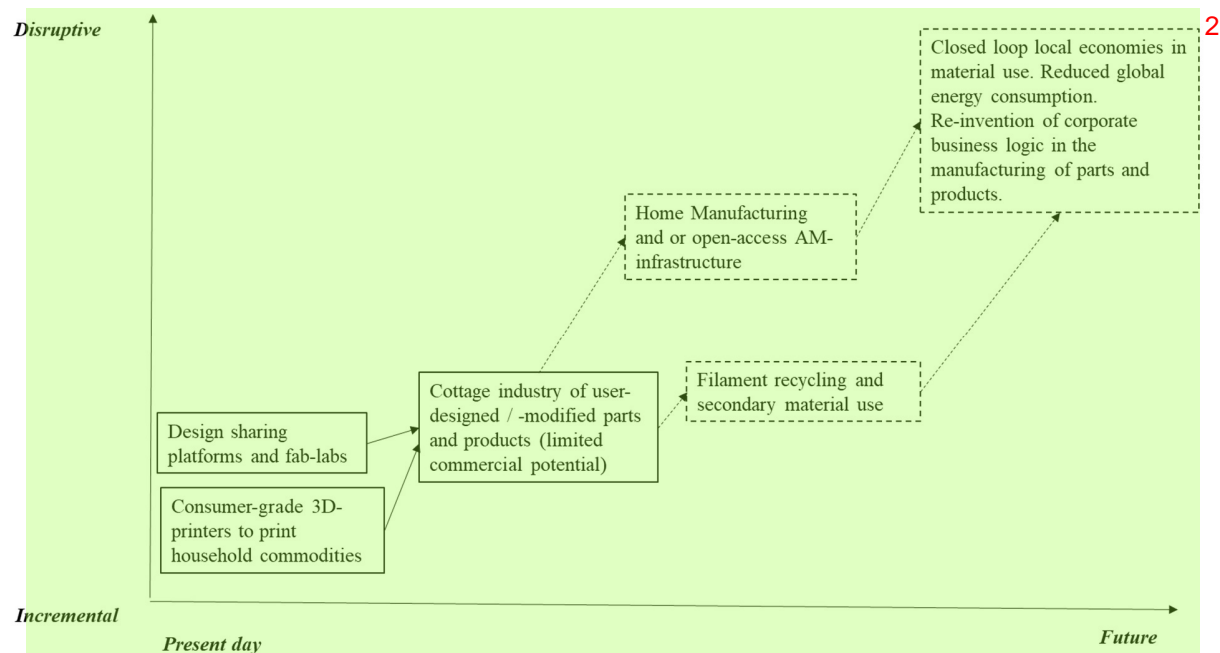 Disruptive
2
Closed loop local economies in
material use. Reduced global
energy consumption.
Re-invention of corporate
business logic in the
manufacturing of parts and
products.
Home Manufacturing
and or open-access AM-
infrastructure
Filament recycling and
secondary material use
Cottage industry of user-
designed / -modified parts
and products (limited
commercial potential)
Design sharing
platforms and fab-labs
Consumer-grade 3D-
printers to print
household commodities
Incremental
Present day
Future